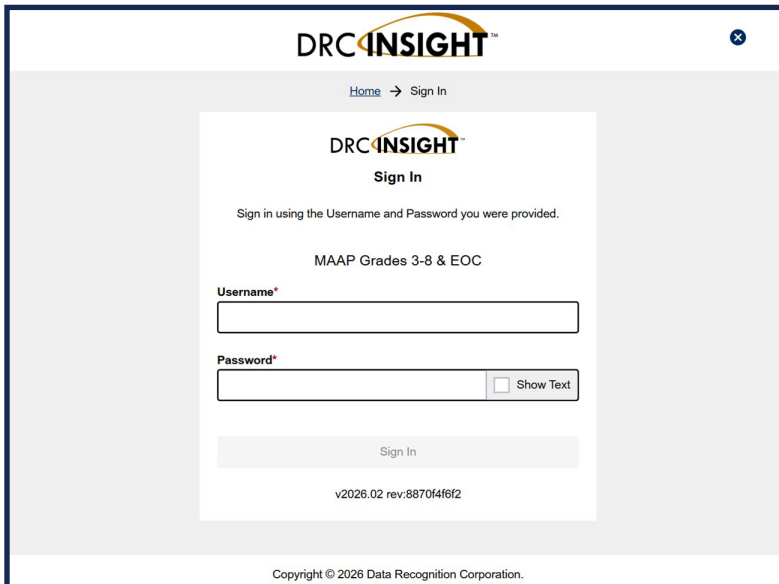 DRC INSIGHT™
Home → Sign In
DRC INSIGHT™
Sign In
Sign in using the Username and Password you were provided.
MAAP Grades 3-8 & EOC
Username*
Password*
Show Text
Sign In
v2026.02 rev:8870f4f6f2
Copyright © 2026 Data Recognition Corporation.